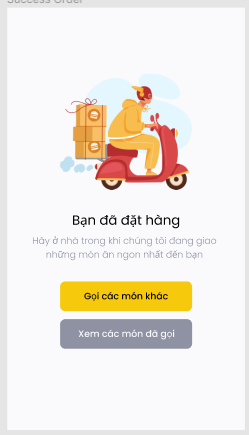 Success Order
Bạn đã đặt hàng
Hãy ở nhà trong khi chúng tôi đang giao
những món ăn ngon nhất đến bạn
Gọi các món khác
Xem các món đã gọi